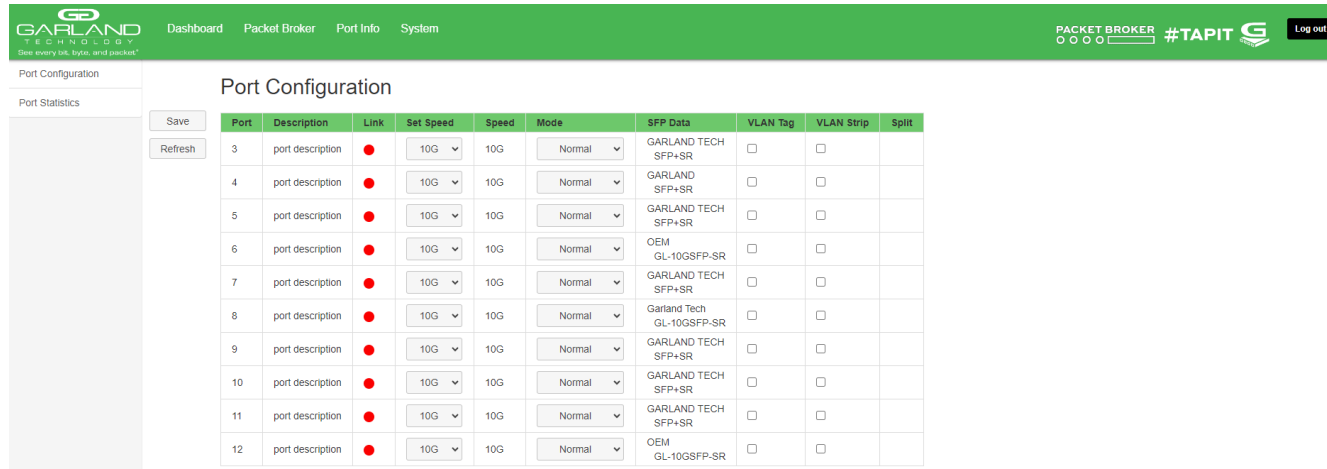 GARLAND
TECHNOLOGY
See every bit, byte, and packet®
Dashboard Packet Broker Port Info System
PACKET BROKER
#TAPIT
Log out
Port Configuration
Port Statistics
Port Configuration
Save
Refresh
Port Description Link Set Speed Speed Mode SFP Data VLAN Tag VLAN Strip Split
3 port description 10G 10G Normal GARLAND TECH
SFP+SR
4 port description 10G 10G Normal GARLAND
SFP+SR
5 port description 10G 10G Normal GARLAND TECH
SFP+SR
6 port description 10G 10G Normal OEM
GL-10GSFP-SR
7 port description 10G 10G Normal GARLAND TECH
SFP+SR
8 port description 10G 10G Normal Garland Tech
GL-10GSFP-SR
9 port description 10G 10G Normal GARLAND TECH
SFP+SR
10 port description 10G 10G Normal GARLAND TECH
SFP+SR
11 port description 10G 10G Normal GARLAND TECH
SFP+SR
12 port description 10G 10G Normal OEM
GL-10GSFP-SR